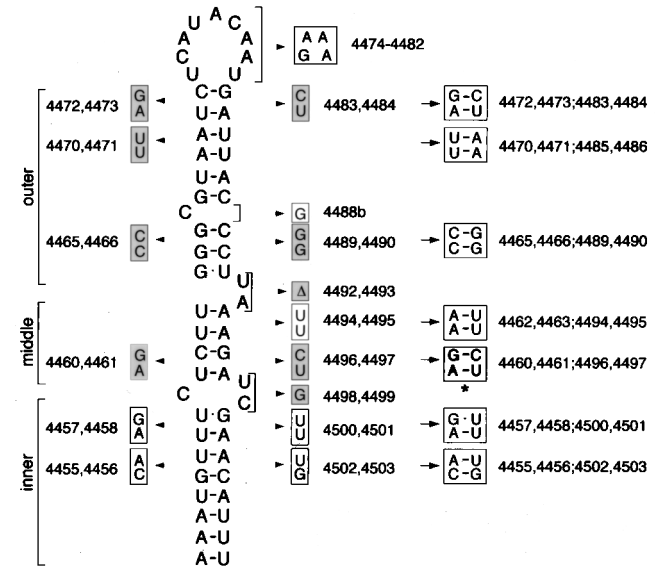 U A C
A A
C A
U U
A A
G A
4474-4482
outer
4472,4473
G
A
C-G
U-A
C
U
4483,4484
G-C
A-U
4472,4473;4483,4484
4470,4471
U
U
A-U
A-U
U-A
U-A
4470,4471;4485,4486
U-A
G-C
C
G
4488b
4465,4466
C
C
G-C
G-C
G·U
G
G
4489,4490
C-G
C-G
4465,4466;4489,4490
U
A
Δ
4492,4493
middle
U-A
U-A
U
U
4494,4495
A-U
A-U
4462,4463;4494,4495
4460,4461
G
A
C-G
U-A
C
U
4496,4497
G-C
A-U
4460,4461;4496,4497
*
C
U
C
G
4498,4499
inner
4457,4458
G
A
U·G
U-A
U
U
4500,4501
G·U
A-U
4457,4458;4500,4501
4455,4456
A
C
U-A
G-C
U
G
4502,4503
A-U
C-G
4455,4456;4502,4503
U-A
A-U
A-U
A-U